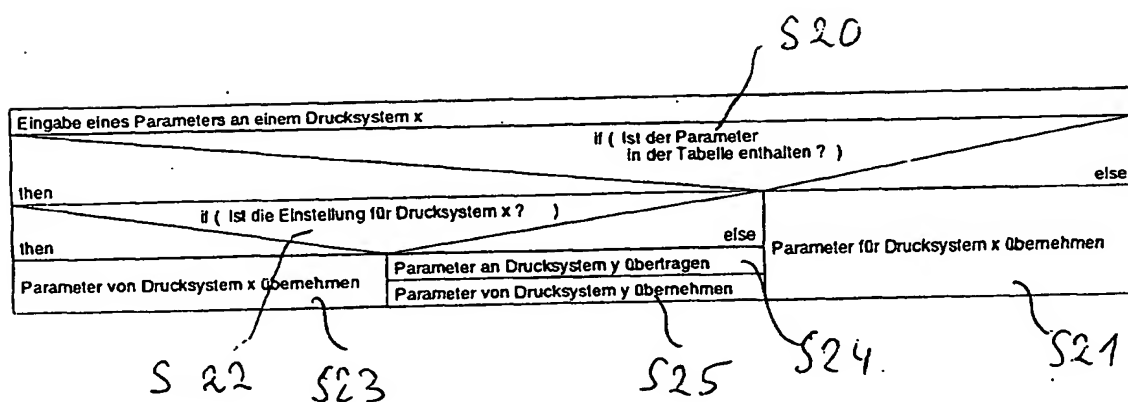 S20
Eingabe eines Parameters an einem Drucksystem x
if ( Ist der Parameter
in der Tabelle enthalten ? )
then
else
if ( Ist die Einstellung für Drucksystem x ? )
then
else
Parameter für Drucksystem x übernehmen
Parameter von Drucksystem x übernehmen
Parameter an Drucksystem y übertragen
Parameter von Drucksystem y übernehmen
S22
S23
S25
S24
S21